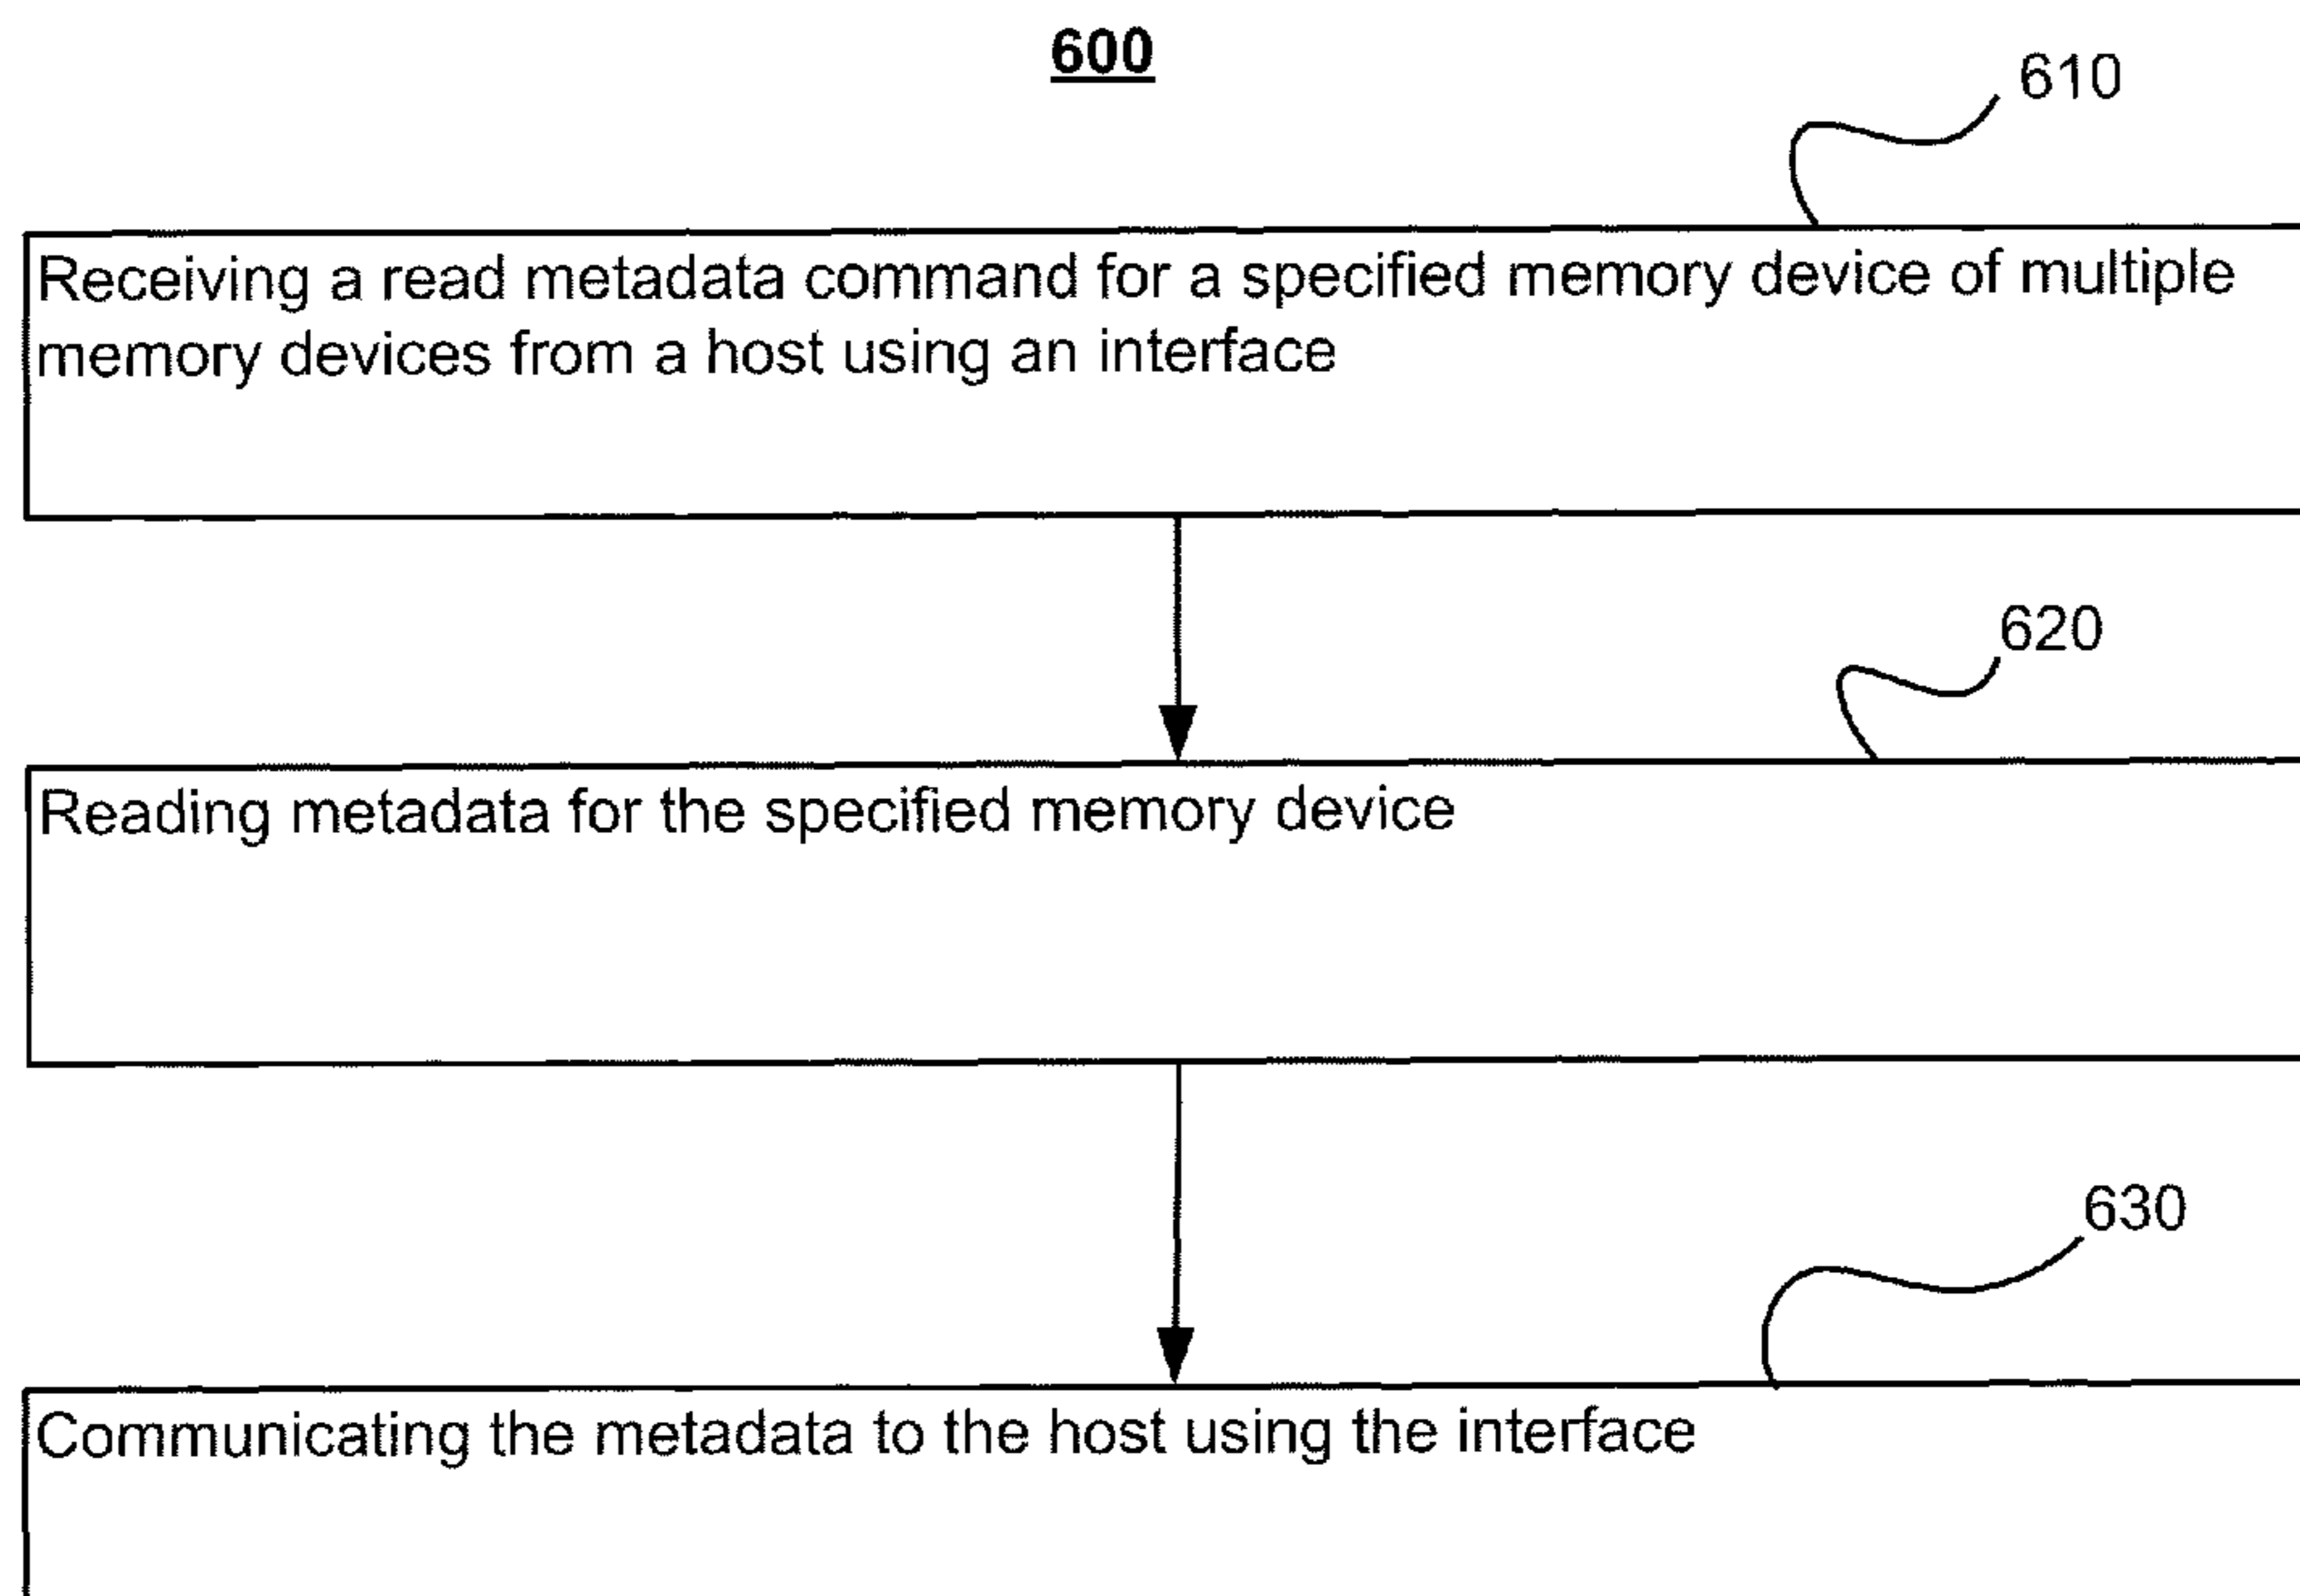 600
610
Receiving a read metadata command for a specified memory device of multiple
memory devices from a host using an interface
620
Reading metadata for the specified memory device
630
Communicating the metadata to the host using the interface